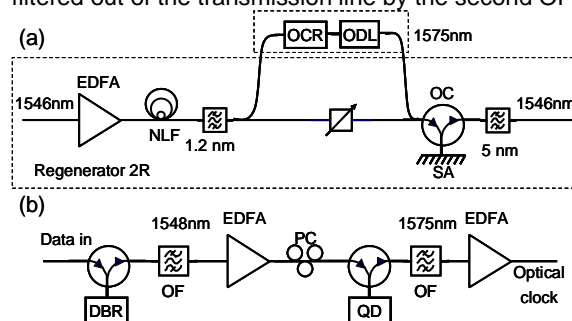 filtered out of the transmission line by the second OF
(a)
OCR ODL 1575nm
EDFA
1546nm OC 1546nm
NLF 1.2 nm 5 nm
Regenerator 2R SA
(b)
1548nm EDFA PC 1575nm EDFA
Data in
OF OF Optical
clock
DBR QD